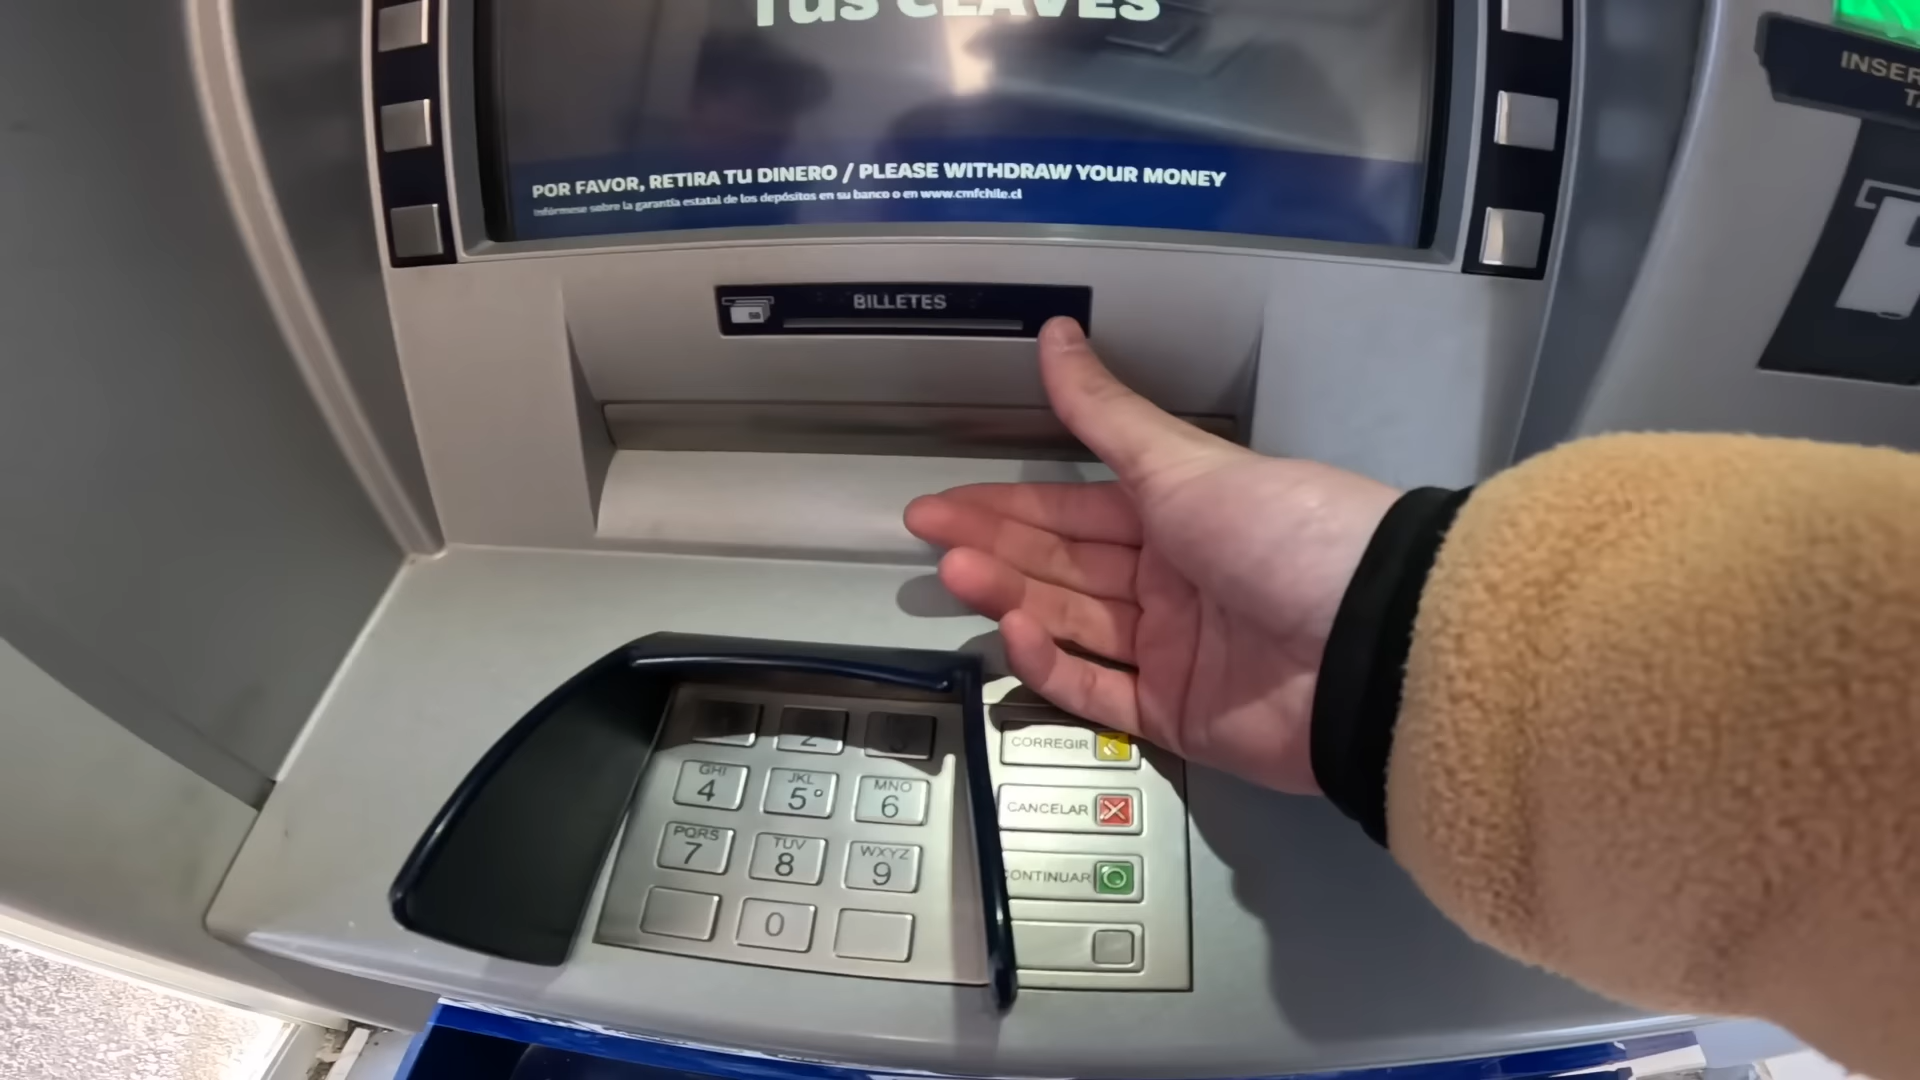 Tus CLAVES
INSER
TA
POR FAVOR, RETIRA TU DINERO / PLEASE WITHDRAW YOUR MONEY
Infórmese sobre la garantía estatal de los depósitos en su banco o en www.cmfchile.cl
BILLETES
50
2
CORREGIR
GHI JKL MNO
4 5 6
CANCELAR
PQRS TUV WXYZ
7 8 9
CONTINUAR
0